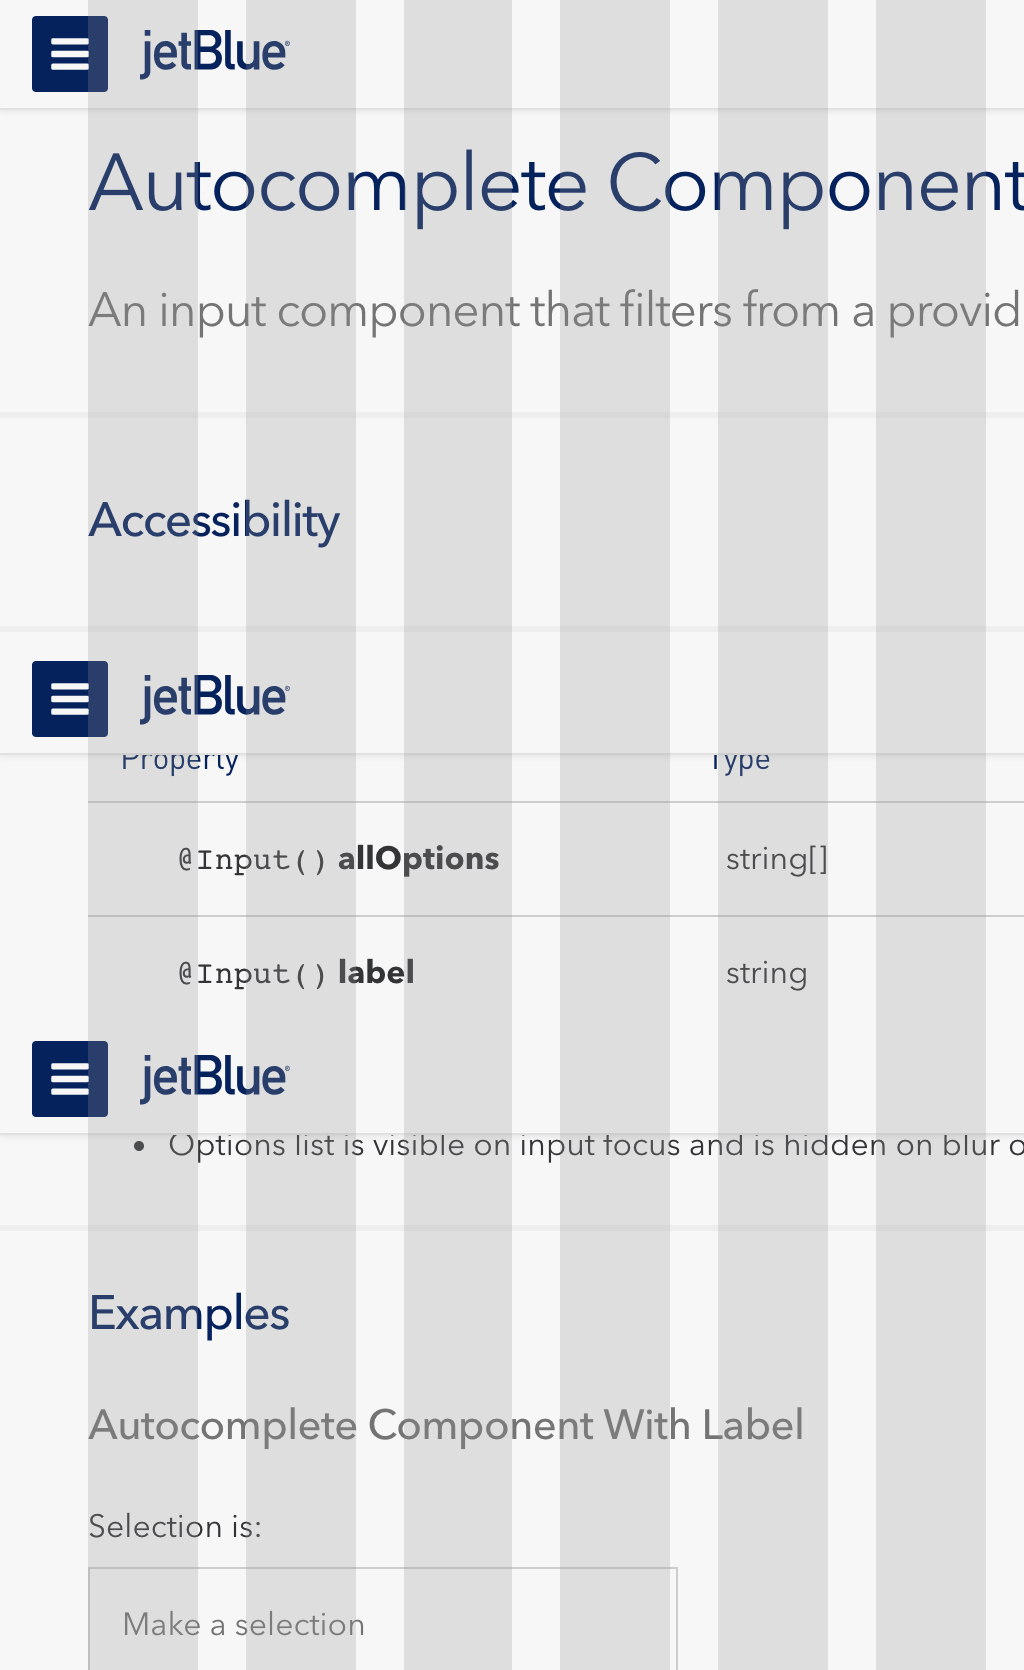 jetBlue
Autocomplete Component
An input component that filters from a provid
Accessibility
jetBlue
Property Type
@Input() allOptions string[]
@Input() label string
jetBlue
• Options list is visible on input focus and is hidden on blur o
Examples
Autocomplete Component With Label
Selection is:
Make a selection